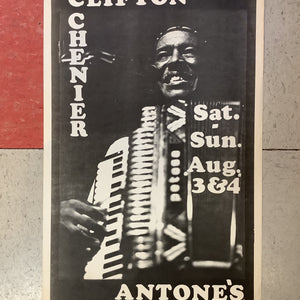 CLIFTON
CHENIER
Sat.
-
Sun.
Aug.
3&4
ANTONE'S